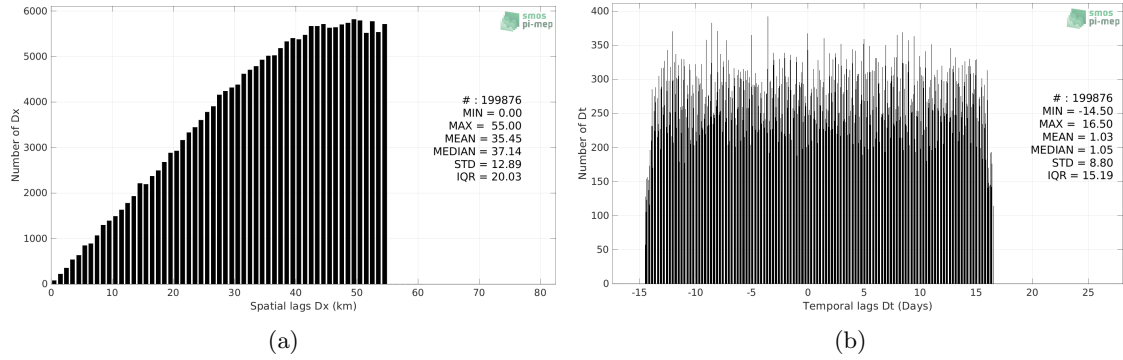 6000
5000
4000
3000
2000
1000
0
Number of Dx
0 10 20 30 40 50 60 70 80
Spatial lags Dx (km)
smos
pi-mep
# : 199876
MIN = 0.00
MAX = 55.00
MEAN = 35.45
MEDIAN = 37.14
STD = 12.89
IQR = 20.03
(a)
400
350
300
250
200
150
100
50
0
Number of Dt
-15 -10 -5 0 5 10 15 20 25
Temporal lags Dt (Days)
smos
pi-mep
# : 199876
MIN = -14.50
MAX = 16.50
MEAN = 1.03
MEDIAN = 1.05
STD = 8.80
IQR = 15.19
(b)